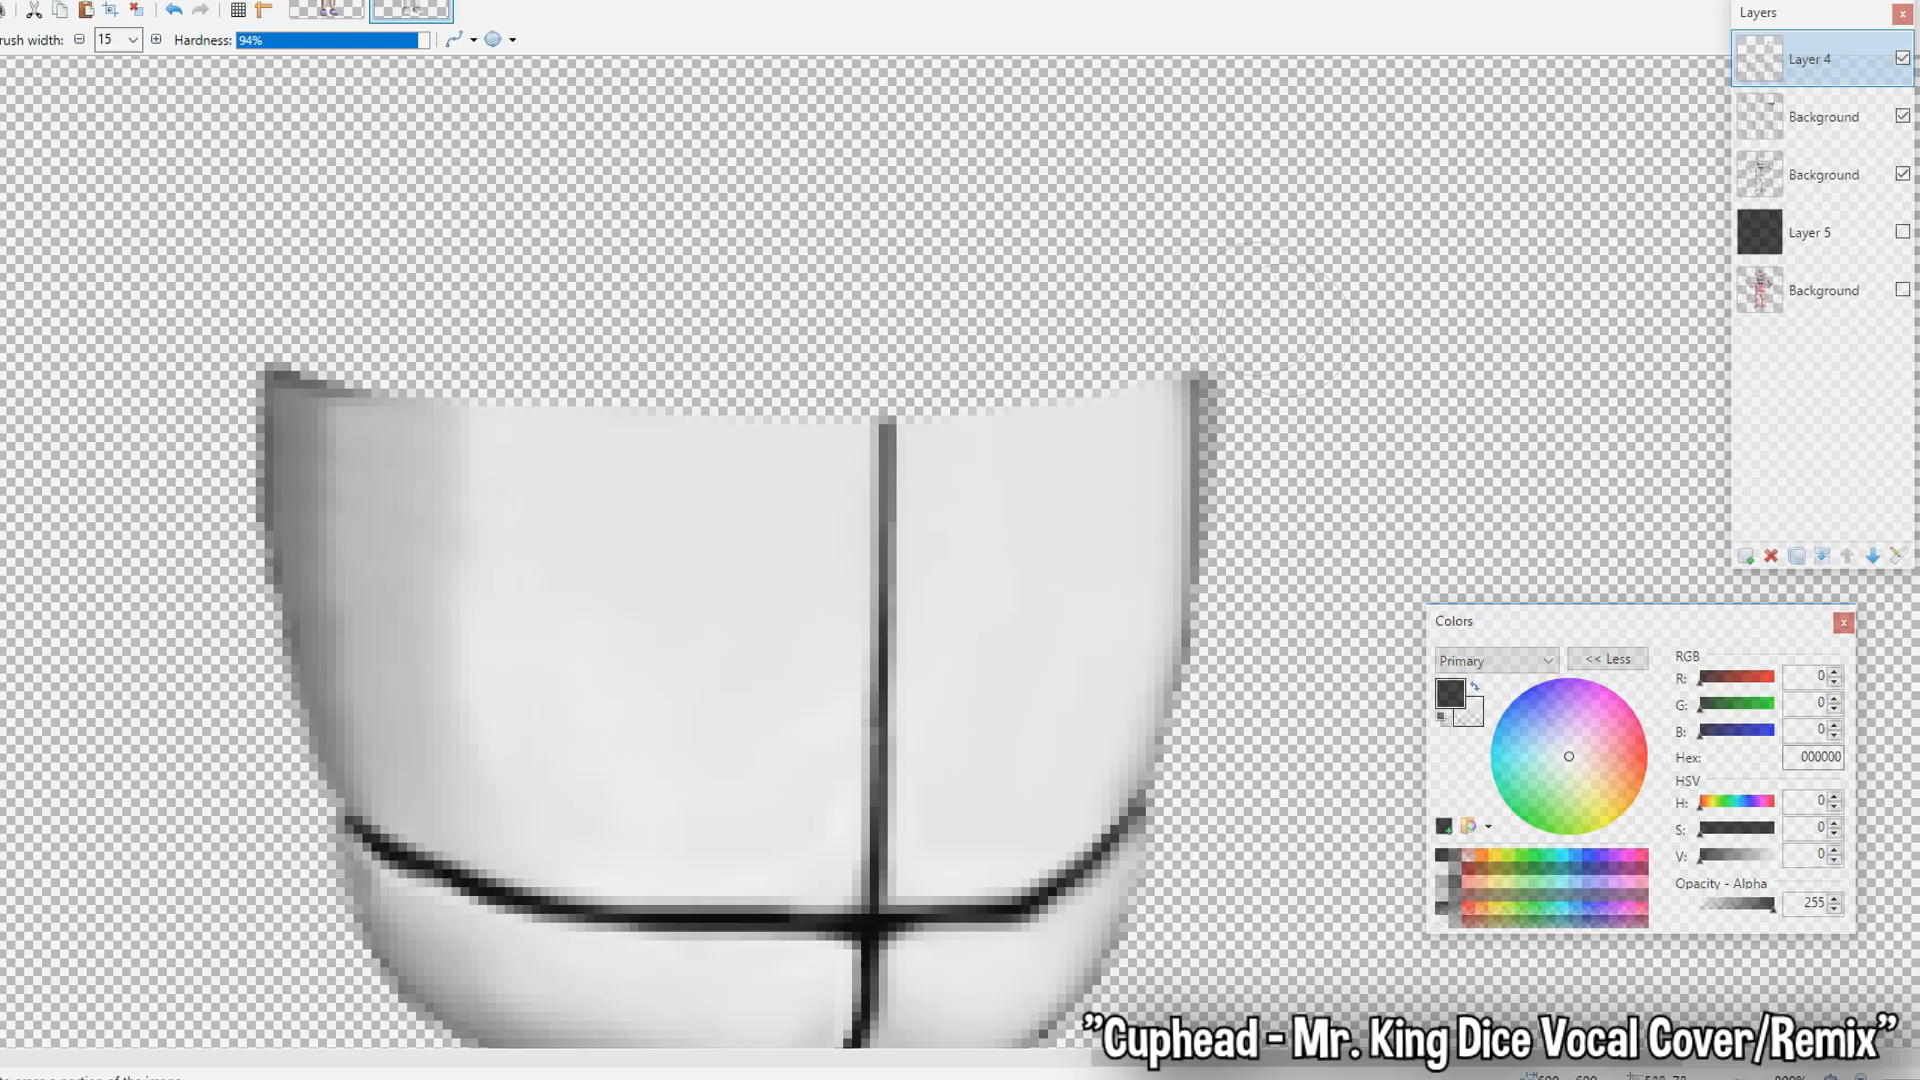 rush width:
15
Hardness:
94%
Layers
Layer 4
Background
Background
Layer 5
Background
Colors
Primary
<< Less
RGB
R:
0
G:
0
B:
0
Hex:
000000
HSV
H:
0
S:
0
V:
0
Opacity - Alpha
255
"Cuphead - Mr. King Dice Vocal Cover/Remix"